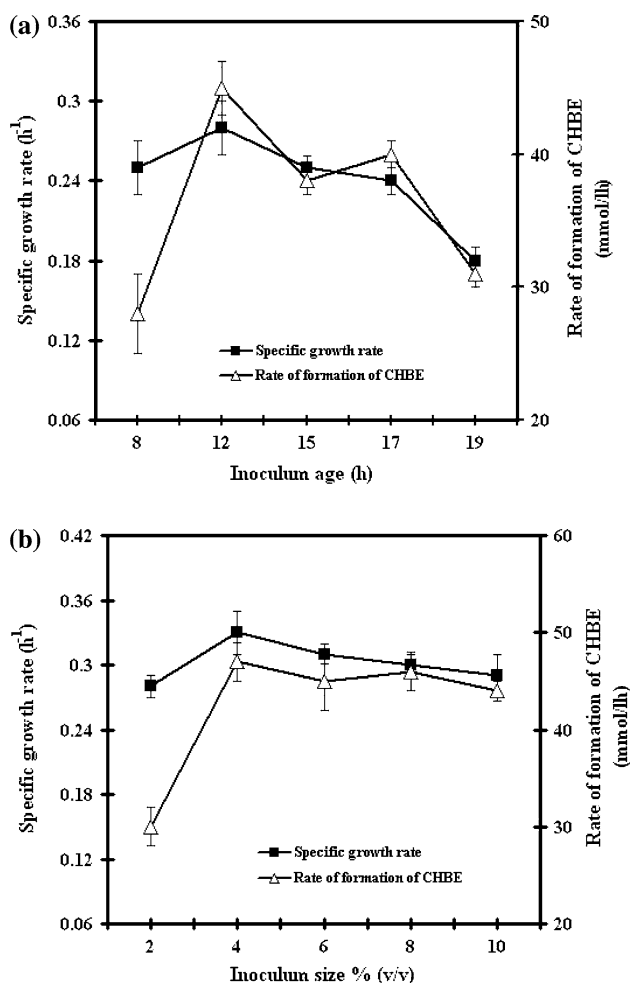 (a)
0.36
0.3
0.24
0.18
0.12
0.06
Specific growth rate (h-1)
50
40
30
20
Rate of formation of CHBE
(mmol/lh)
Specific growth rate
Rate of formation of CHBE
8 12 15 17 19
Inoculum age (h)
(b)
0.42
0.36
0.3
0.24
0.18
0.12
0.06
Specific growth rate (h-1)
60
50
40
30
20
Rate of formation of CHBE
(mmol/lh)
Specific growth rate
Rate of formation of CHBE
2 4 6 8 10
Inoculum size % (v/v)